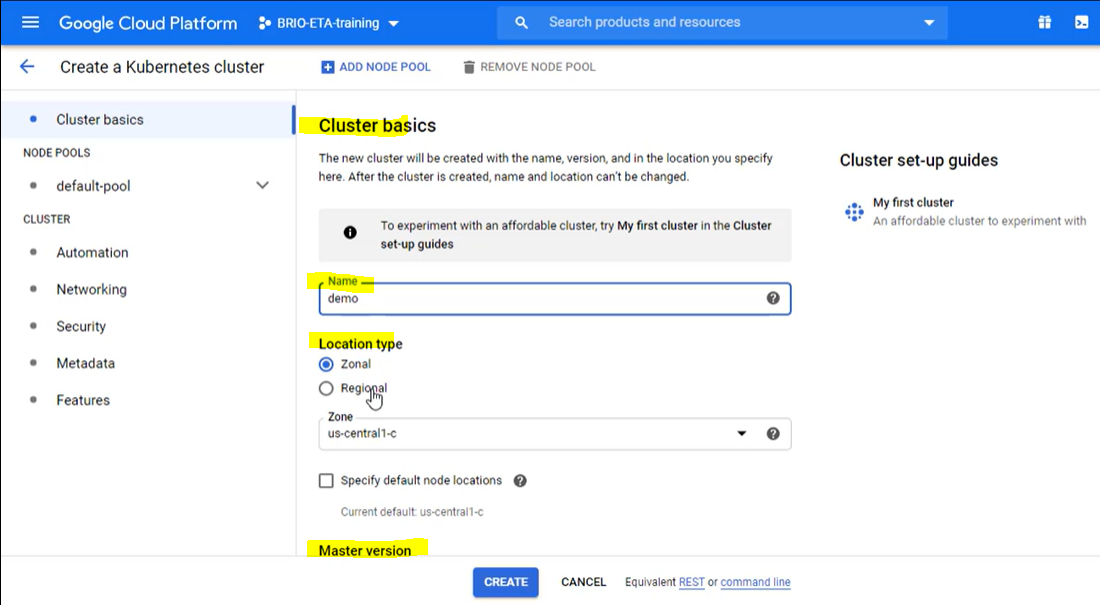 Google Cloud Platform
BRIO-ETA-training
Search products and resources
Create a Kubernetes cluster
ADD NODE POOL
REMOVE NODE POOL
Cluster basics
NODE POOLS
default-pool
CLUSTER
Automation
Networking
Security
Metadata
Features
Cluster basics
The new cluster will be created with the name, version, and in the location you specify
here. After the cluster is created, name and location can't be changed.
To experiment with an affordable cluster, try My first cluster in the Cluster
set-up guides
Name
demo
Location type
Zonal
Regional
Zone
us-central1-c
Specify default node locations
Current default: us-central1-c
Master version
Cluster set-up guides
My first cluster
An affordable cluster to experiment with
CREATE
CANCEL
Equivalent REST or command line